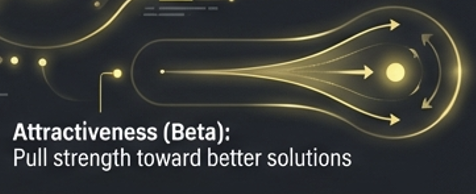 Attractiveness (Beta):
Pull strength toward better solutions